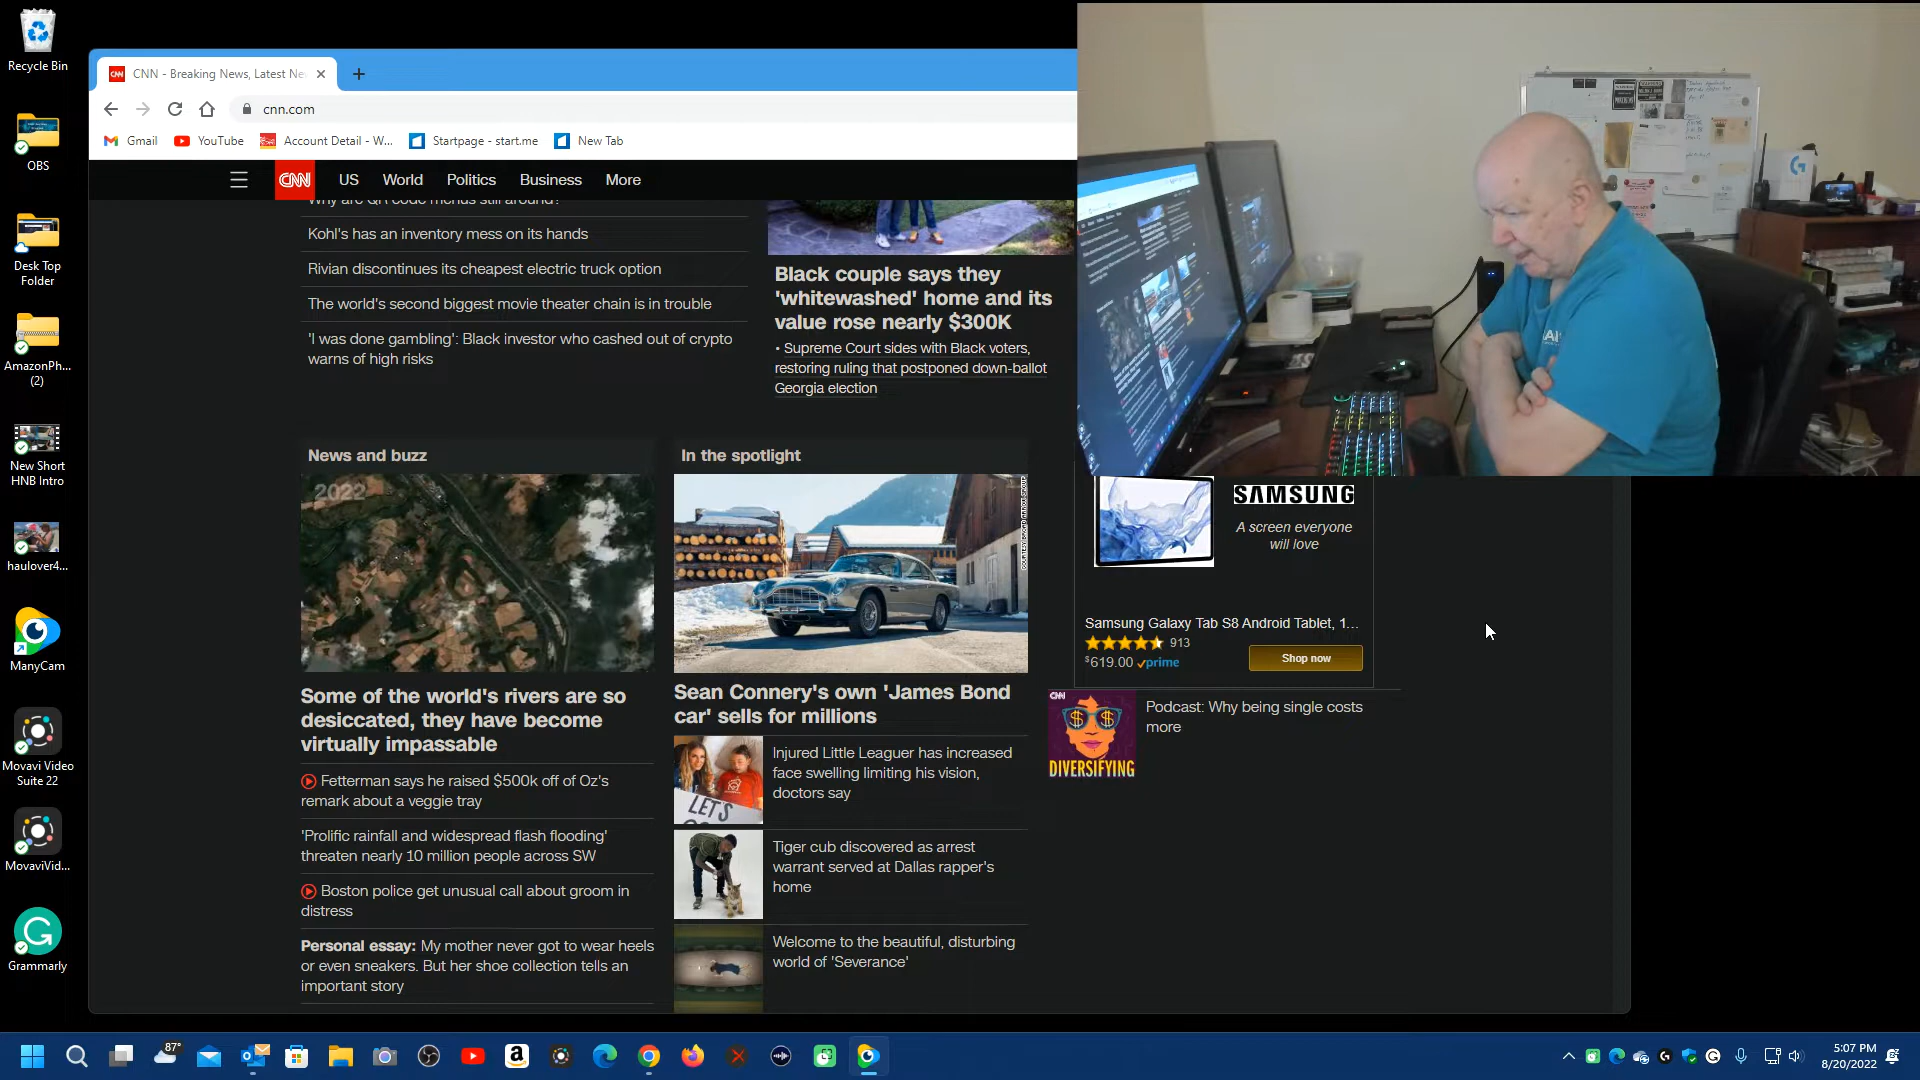 Recycle Bin
OBS
Desk Top
Folder
AmazonPh...
(2)
New Short
HNB Intro
haulover4...
ManyCam
Movavi Video
Suite 22
MovaviVid...
Grammarly
CNN - Breaking News, Latest Ne
cnn.com
Gmail
YouTube
Account Detail - W...
Startpage - start.me
New Tab
CNN
US
World
Politics
Business
More
Why are QR code menus still around?
Kohl's has an inventory mess on its hands
Rivian discontinues its cheapest electric truck option
The world's second biggest movie theater chain is in trouble
'I was done gambling': Black investor who cashed out of crypto
warns of high risks
Black couple says they
'whitewashed' home and its
value rose nearly $300K
• Supreme Court sides with Black voters,
restoring ruling that postponed down-ballot
Georgia election
News and buzz
2022
Some of the world's rivers are so
desiccated, they have become
virtually impassable
Fetterman says he raised $500k off of Oz's
remark about a veggie tray
'Prolific rainfall and widespread flash flooding'
threaten nearly 10 million people across SW
Boston police get unusual call about groom in
distress
Personal essay: My mother never got to wear heels
or even sneakers. But her shoe collection tells an
important story
In the spotlight
Sean Connery's own 'James Bond
car' sells for millions
LET'S
Injured Little Leaguer has increased
face swelling limiting his vision,
doctors say
Tiger cub discovered as arrest
warrant served at Dallas rapper's
home
Welcome to the beautiful, disturbing
world of 'Severance'
SAMSUNG
A screen everyone
will love
Samsung Galaxy Tab S8 Android Tablet, 1...
913
$619.00 prime
Shop now
CNN
DIVERSIFYING
Podcast: Why being single costs
more
87°
5:07 PM
8/20/2022